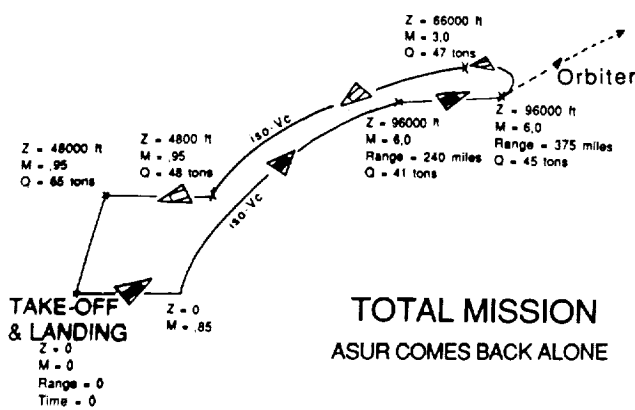 Z = 66000 ft
M = 3,0
Q = 47 tons
Orbiter
iso-Vc
Z = 96000 ft
M = 6,0
Range = 240 miles
Q = 41 tons
Z = 96000 ft
M = 6,0
Range = 375 miles
Q = 45 tons
Z = 48000 ft
M = ,95
Q = 65 tons
Z = 4800 ft
M = ,95
Q = 48 tons
iso-Vc
TAKE-OFF
& LANDING
Z = 0
M = 0
Range = 0
Time = 0
Z = 0
M = ,85
TOTAL MISSION
ASUR COMES BACK ALONE